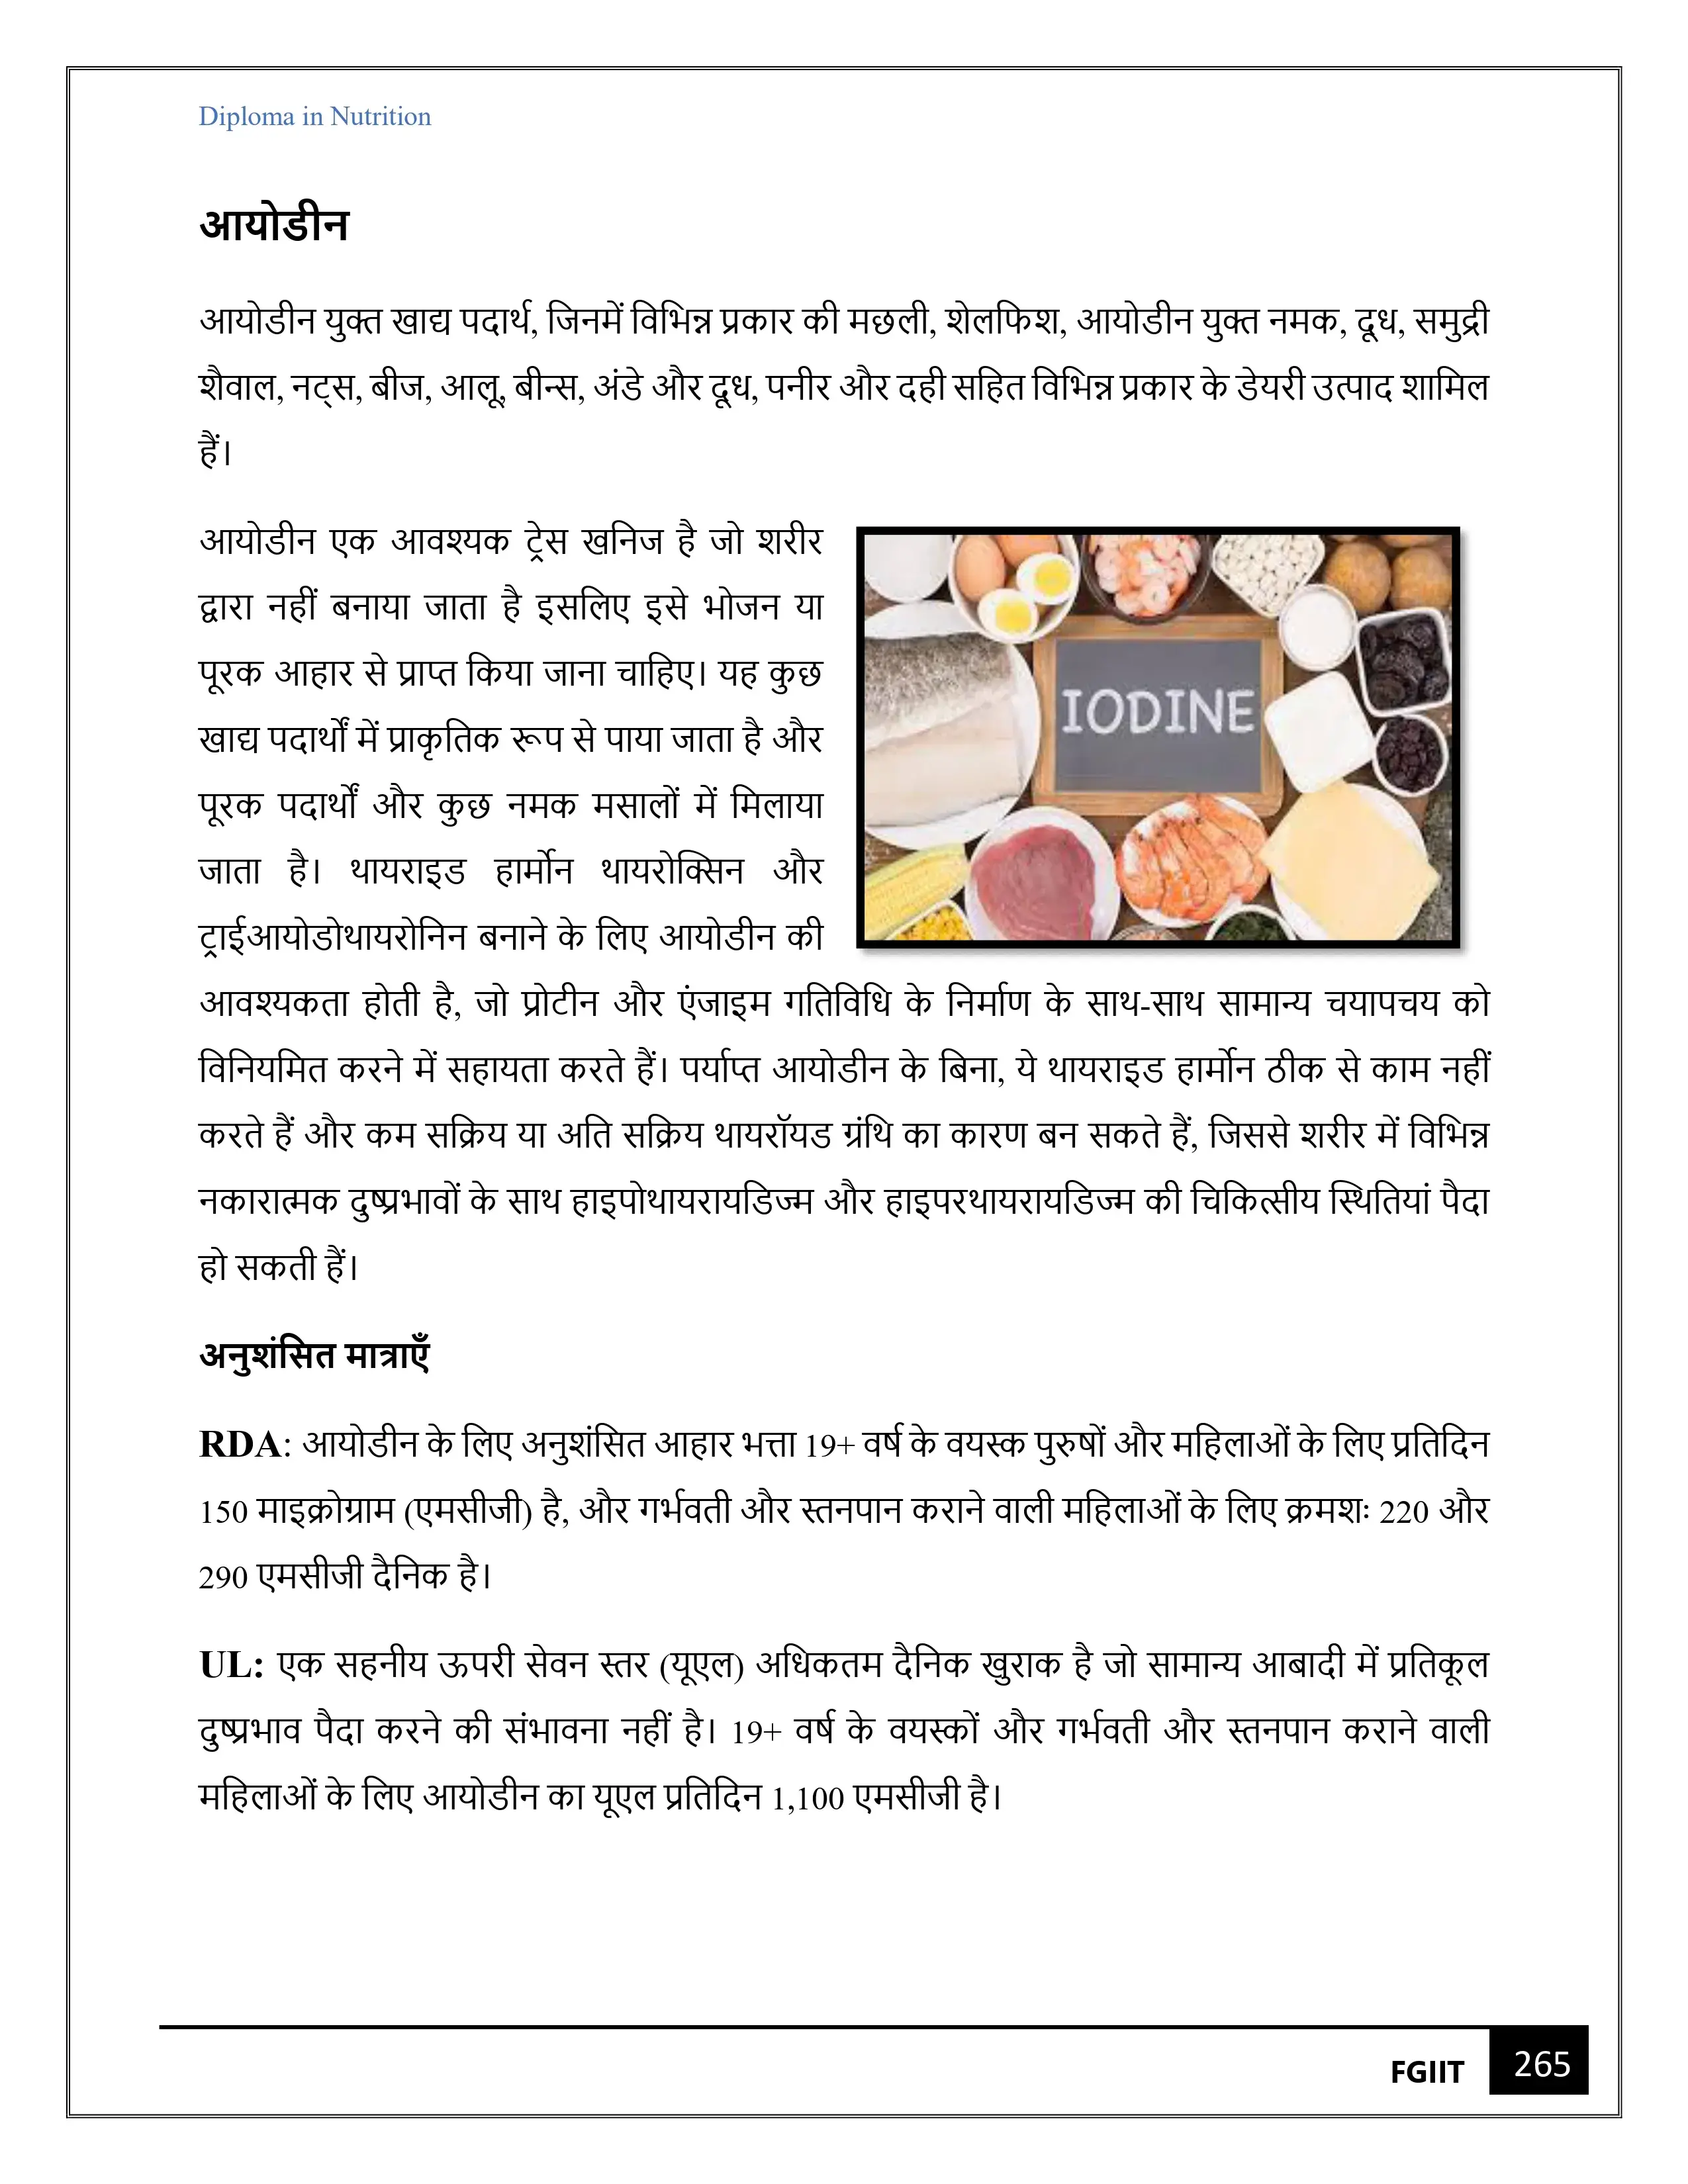 Diploma in Nutrition
आयोडीन
आयोडीन युक्त खाद्य पदार्थ, जिनमें विभिन्न प्रकार की मछली, शेलफिश, आयोडीन युक्त नमक, दूध, समुद्री
शैवाल, नट्स, बीज, आलू, बीन्स, अंडे और दूध, पनीर और दही सहित विभिन्न प्रकार के डेयरी उत्पाद शामिल
हैं।
आयोडीन एक आवश्यक ट्रेस खनिज है जो शरीर
द्वारा नहीं बनाया जाता है इसलिए इसे भोजन या
पूरक आहार से प्राप्त किया जाना चाहिए। यह कुछ
खाद्य पदार्थों में प्राकृतिक रूप से पाया जाता है और
पूरक पदार्थों और कुछ नमक मसालों में मिलाया
जाता है। थायराइड हार्मोन थायरोक्सिन और
ट्राईआयोडोथायरोनिन बनाने के लिए आयोडीन की
IODINE
आवश्यकता होती है, जो प्रोटीन और एंजाइम गतिविधि के निर्माण के साथ-साथ सामान्य चयापचय को
विनियमित करने में सहायता करते हैं। पर्याप्त आयोडीन के बिना, ये थायराइड हार्मोन ठीक से काम नहीं
करते हैं और कम सक्रिय या अति सक्रिय थायरॉयड ग्रंथि का कारण बन सकते हैं, जिससे शरीर में विभिन्न
नकारात्मक दुष्प्रभावों के साथ हाइपोथायरायडिज्म और हाइपरथायरायडिज्म की चिकित्सीय स्थितियां पैदा
हो सकती हैं।
अनुशंसित मात्राएँ
RDA: आयोडीन के लिए अनुशंसित आहार भत्ता 19+ वर्ष के वयस्क पुरुषों और महिलाओं के लिए प्रतिदिन
150 माइक्रोग्राम (एमसीजी) है, और गर्भवती और स्तनपान कराने वाली महिलाओं के लिए क्रमशः 220 और
290 एमसीजी दैनिक है।
UL: एक सहनीय ऊपरी सेवन स्तर (यूएल) अधिकतम दैनिक खुराक है जो सामान्य आबादी में प्रतिकूल
दुष्प्रभाव पैदा करने की संभावना नहीं है। 19+ वर्ष के वयस्कों और गर्भवती और स्तनपान कराने वाली
महिलाओं के लिए आयोडीन का यूएल प्रतिदिन 1,100 एमसीजी है।
FGIIT 265